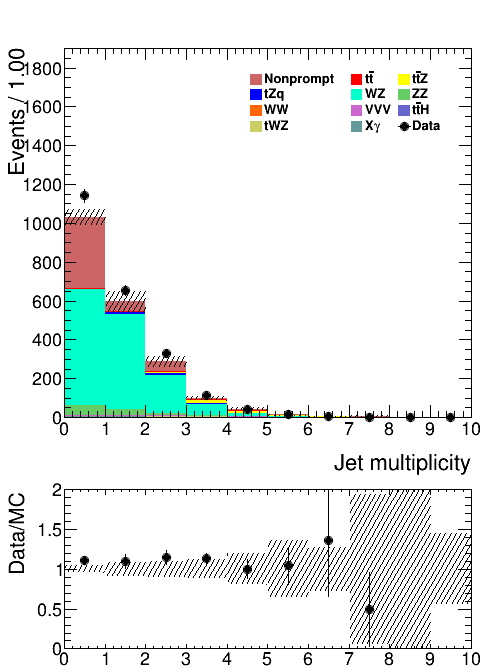 Events / 1.00
1800
1600
1400
1200
1000
800
600
400
200
0
Nonprompt tt̄ tt̄Z
tZq WZ ZZ
WW VVV tt̄H
tWZ Xγ Data
0 1 2 3 4 5 6 7 8 9 10
Jet multiplicity
Data/MC
2
1.5
1
0.5
0
0 1 2 3 4 5 6 7 8 9 10